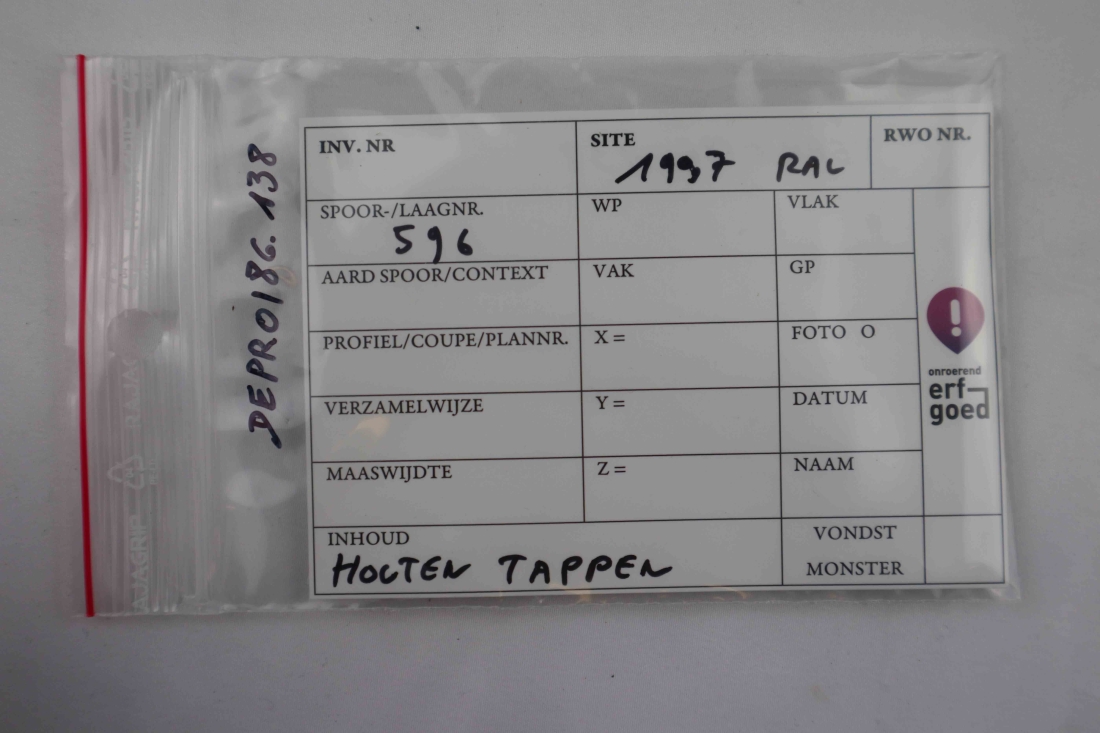 DEPRO186.138
INV. NR
SITE
1997 RAL
RWO NR.
SPOOR-/LAAGNR.
596
WP
VLAK
AARD SPOOR/CONTEXT
VAK
GP
PROFIEL/COUPE/PLANNR.
X =
FOTO O
VERZAMELWIJZE
Y =
DATUM
MAASWIJDTE
Z =
NAAM
INHOUD
HOUTEN TAPPEN
VONDST
MONSTER
onroerend
erf-
goed